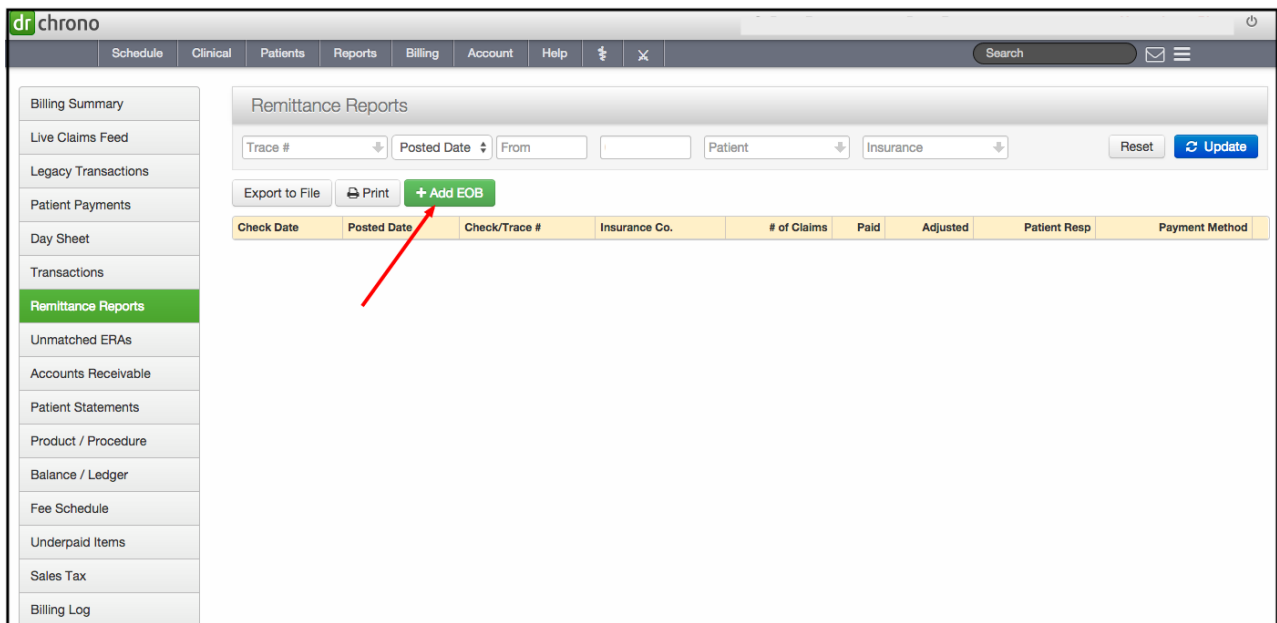 dr chrono
Schedule Clinical Patients Reports Billing Account Help Search
Billing Summary
Live Claims Feed
Legacy Transactions
Patient Payments
Day Sheet
Transactions
Remittance Reports
Unmatched ERAs
Accounts Receivable
Patient Statements
Product / Procedure
Balance / Ledger
Fee Schedule
Underpaid Items
Sales Tax
Billing Log
Remittance Reports
Trace # Posted Date From Patient Insurance Reset Update
Export to File Print + Add EOB
Check Date Posted Date Check/Trace # Insurance Co. # of Claims Paid Adjusted Patient Resp Payment Method